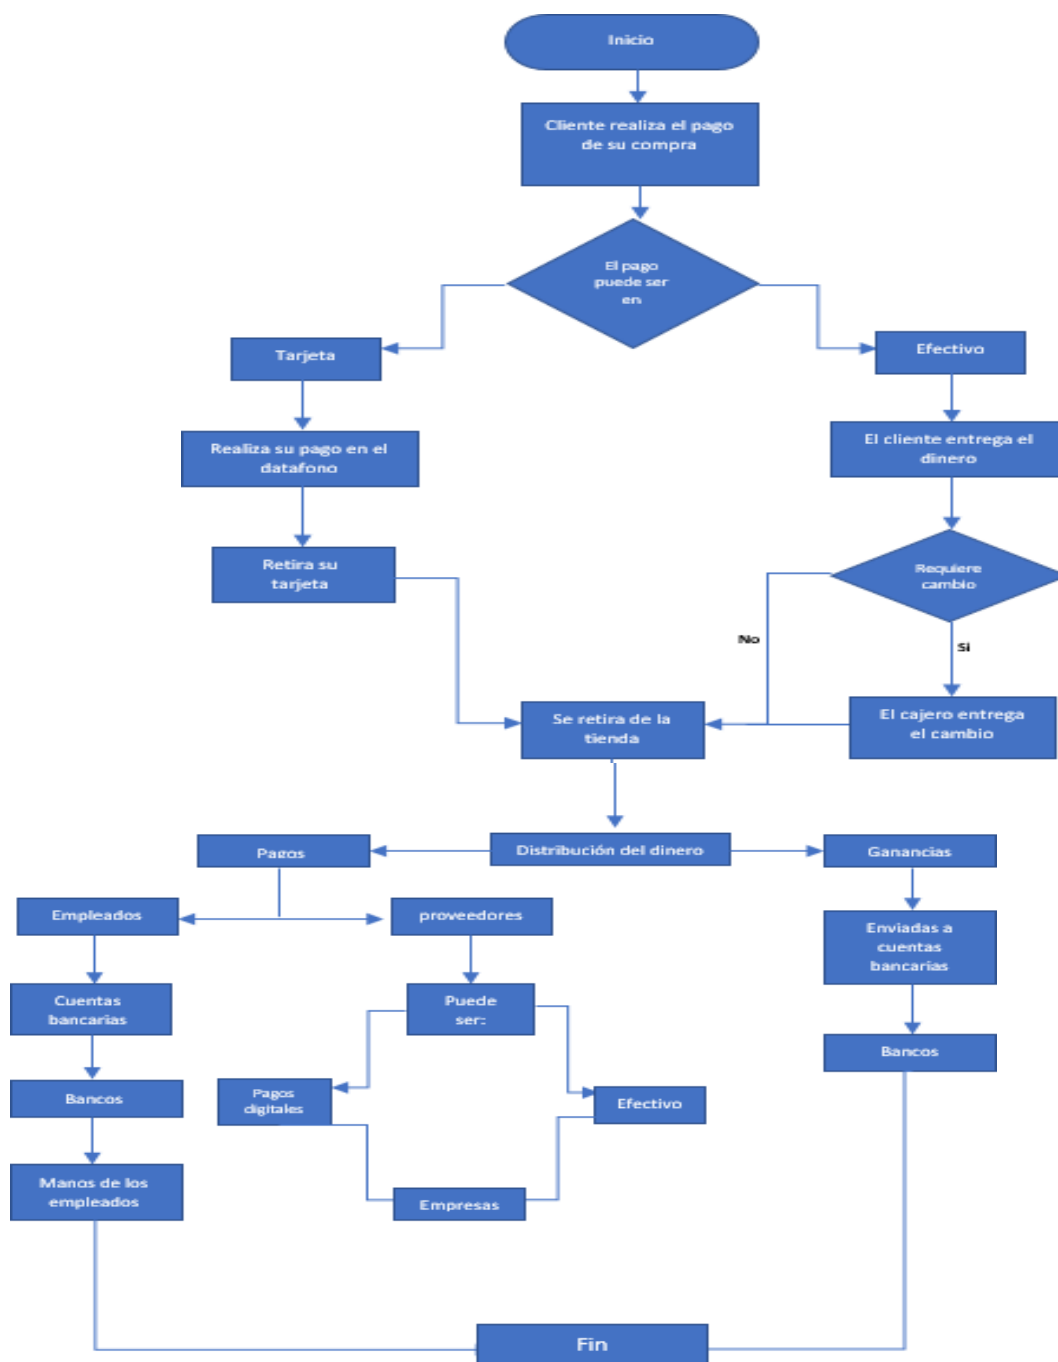 Inicio
Cliente realiza el pago
de su compra
El pago
puede ser
en
Tarjeta
Efectivo
Realiza su pago en el
datafono
El cliente entrega el
dinero
Retira su
tarjeta
Requiere
cambio
No
Si
Se retira de la
tienda
El cajero entrega
el cambio
Pagos
Distribución del dinero
Ganancias
Empleados
proveedores
Enviadas a
cuentas
bancarias
Cuentas
bancarias
Puede
ser:
Bancos
Bancos
Pagos
digitales
Efectivo
Manos de los
empleados
Empresas
Fin